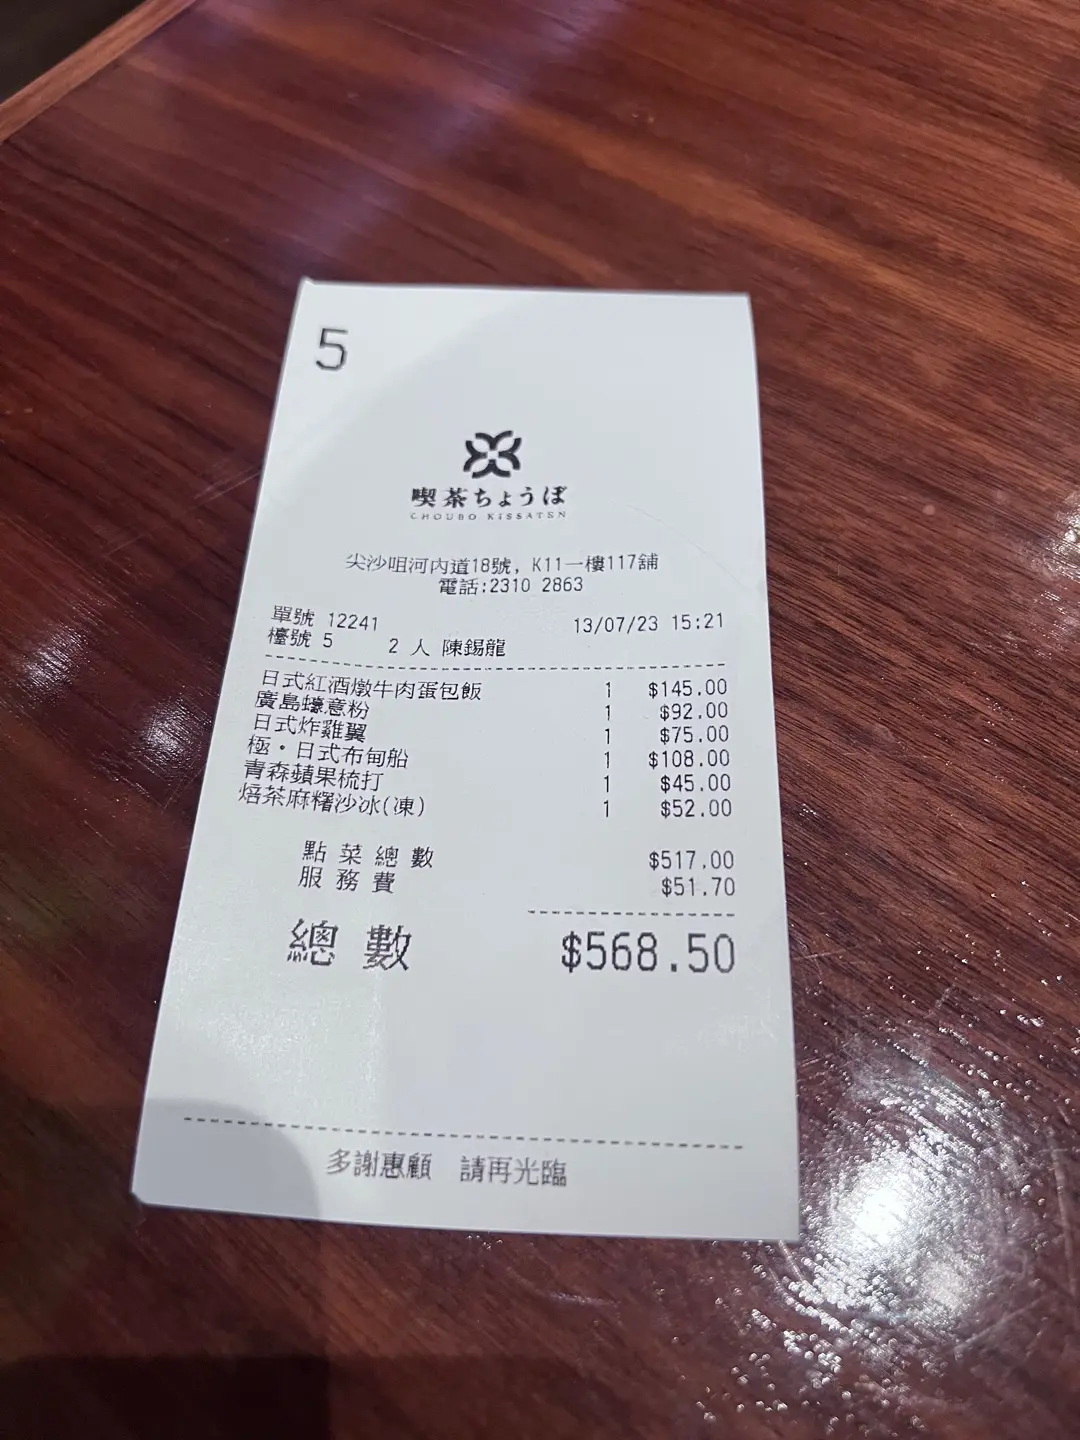 5
喫茶ちょうぼ
CHOUBO KISSATEN
尖沙咀河內道18號, K11一樓117舖
電話:2310 2863
單號 12241 13/07/23 15:21
檯號 5 2 人 陳錫龍
日式紅酒燉牛肉蛋包飯 1 $145.00
廣島蠔意粉 1 $92.00
日式炸雞翼 1 $75.00
極・日式布甸船 1 $108.00
青森蘋果梳打 1 $45.00
焙茶麻糬沙冰(凍) 1 $52.00
點菜總數 $517.00
服務費 $51.70
總數 $568.50
多謝惠顧 請再光臨